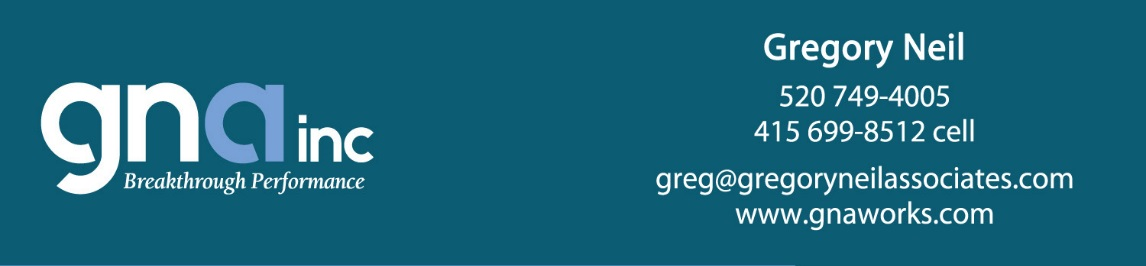 gna inc
Breakthrough Performance
Gregory Neil
520 749-4005
415 699-8512 cell
greg@gregoryneilassociates.com
www.gnaworks.com